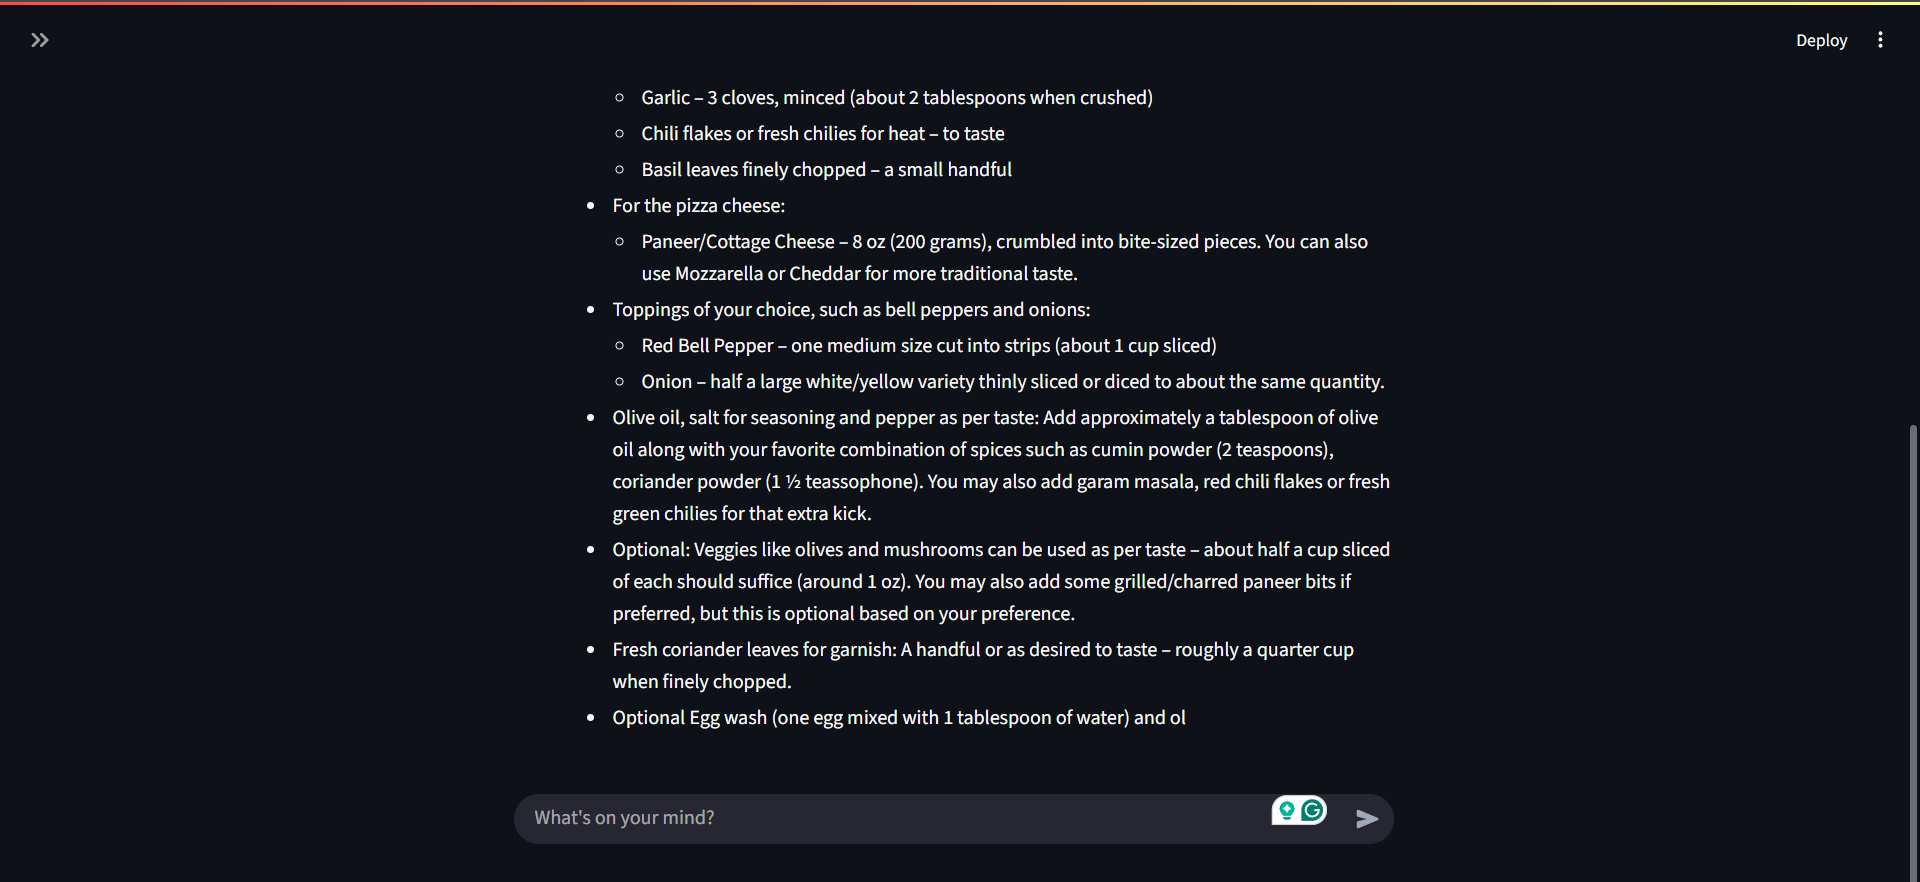 Deploy
Garlic – 3 cloves, minced (about 2 tablespoons when crushed)
Chili flakes or fresh chilies for heat – to taste
Basil leaves finely chopped – a small handful
For the pizza cheese:
Paneer/Cottage Cheese – 8 oz (200 grams), crumbled into bite-sized pieces. You can also
use Mozzarella or Cheddar for more traditional taste.
Toppings of your choice, such as bell peppers and onions:
Red Bell Pepper – one medium size cut into strips (about 1 cup sliced)
Onion – half a large white/yellow variety thinly sliced or diced to about the same quantity.
Olive oil, salt for seasoning and pepper as per taste: Add approximately a tablespoon of olive
oil along with your favorite combination of spices such as cumin powder (2 teaspoons),
coriander powder (1 ½ teassophone). You may also add garam masala, red chili flakes or fresh
green chilies for that extra kick.
Optional: Veggies like olives and mushrooms can be used as per taste – about half a cup sliced
of each should suffice (around 1 oz). You may also add some grilled/charred paneer bits if
preferred, but this is optional based on your preference.
Fresh coriander leaves for garnish: A handful or as desired to taste – roughly a quarter cup
when finely chopped.
Optional Egg wash (one egg mixed with 1 tablespoon of water) and ol
What's on your mind?